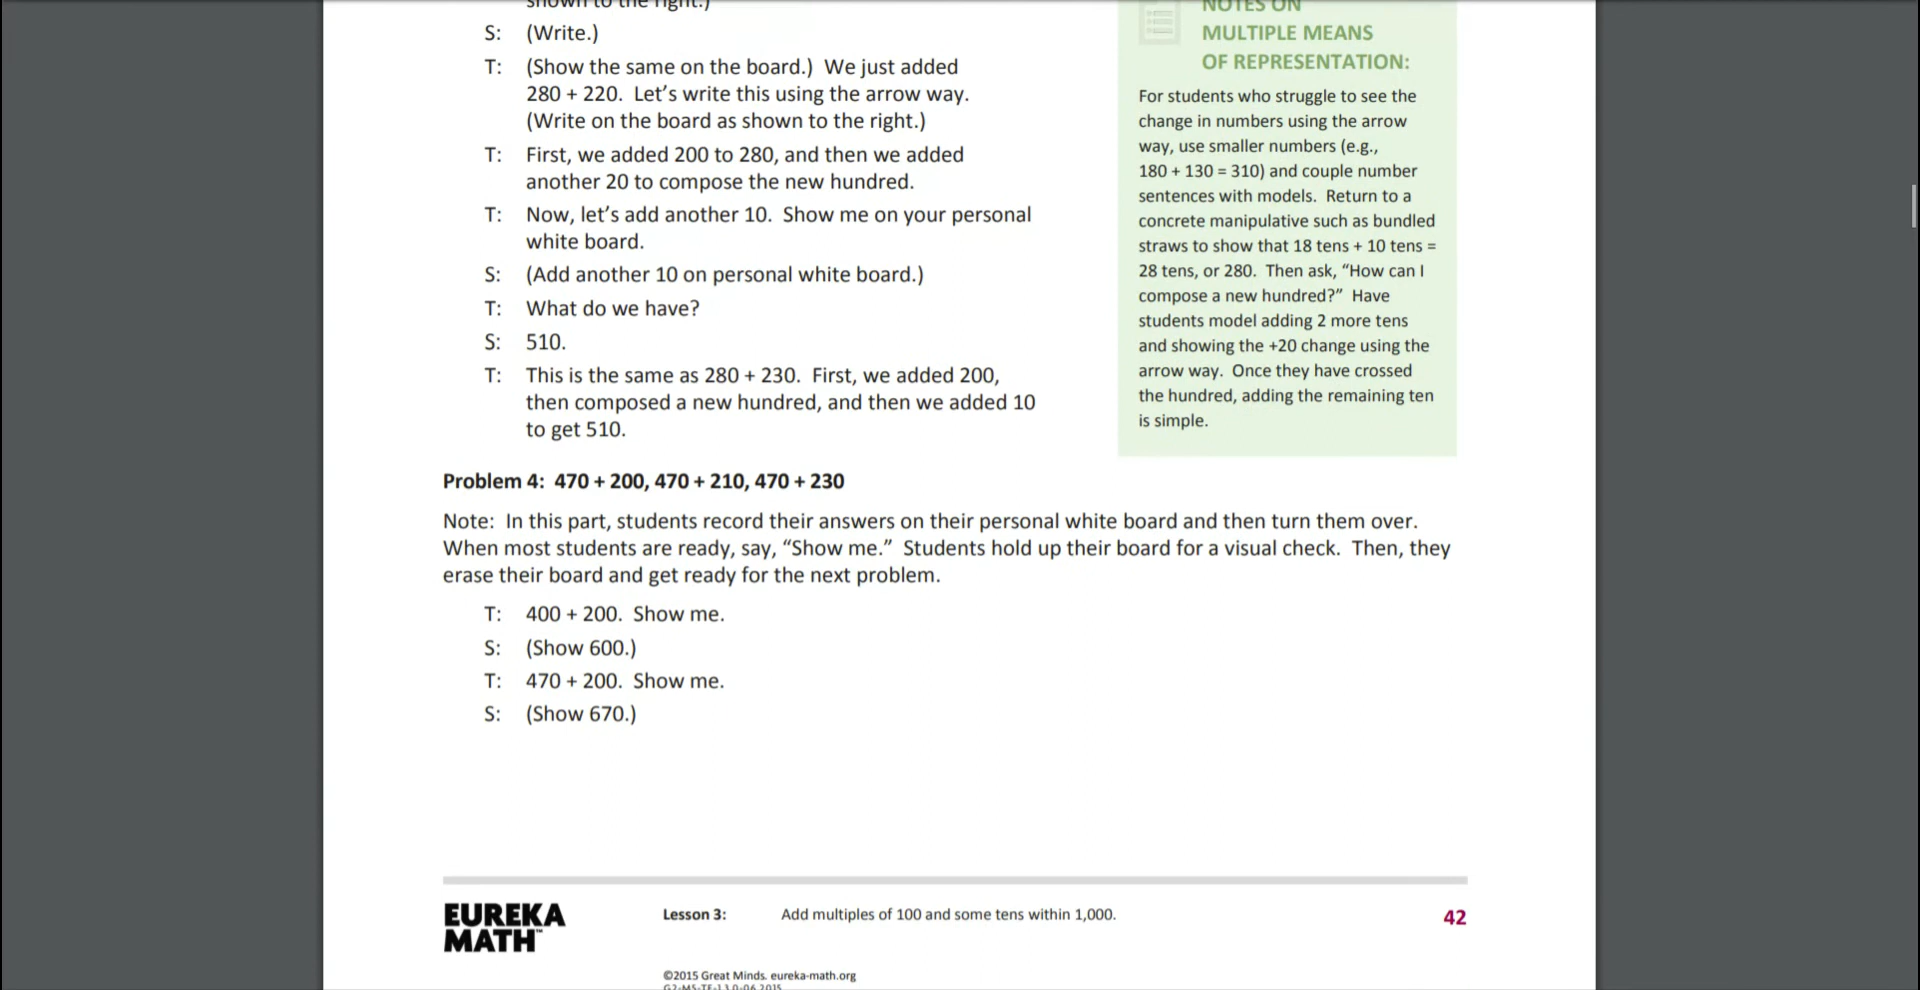 shown to the right.)
S: (Write.)
T: (Show the same on the board.) We just added
280 + 220. Let’s write this using the arrow way.
(Write on the board as shown to the right.)
T: First, we added 200 to 280, and then we added
another 20 to compose the new hundred.
T: Now, let’s add another 10. Show me on your personal
white board.
S: (Add another 10 on personal white board.)
T: What do we have?
S: 510.
T: This is the same as 280 + 230. First, we added 200,
then composed a new hundred, and then we added 10
to get 510.
NOTES ON
MULTIPLE MEANS
OF REPRESENTATION:
For students who struggle to see the
change in numbers using the arrow
way, use smaller numbers (e.g.,
180 + 130 = 310) and couple number
sentences with models. Return to a
concrete manipulative such as bundled
straws to show that 18 tens + 10 tens =
28 tens, or 280. Then ask, “How can I
compose a new hundred?” Have
students model adding 2 more tens
and showing the +20 change using the
arrow way. Once they have crossed
the hundred, adding the remaining ten
is simple.
Problem 4: 470 + 200, 470 + 210, 470 + 230
Note: In this part, students record their answers on their personal white board and then turn them over.
When most students are ready, say, “Show me.” Students hold up their board for a visual check. Then, they
erase their board and get ready for the next problem.
T: 400 + 200. Show me.
S: (Show 600.)
T: 470 + 200. Show me.
S: (Show 670.)
EUREKA
MATH™
Lesson 3: Add multiples of 100 and some tens within 1,000.
42
©2015 Great Minds. eureka-math.org
G2-M5-TE-1.3.0-06.2015